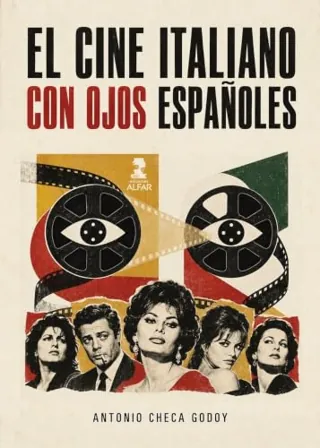 EL CINE ITALIANO
CON OJOS ESPAÑOLES
EDICIONES
ALFAR
ANTONIO CHECA GODOY